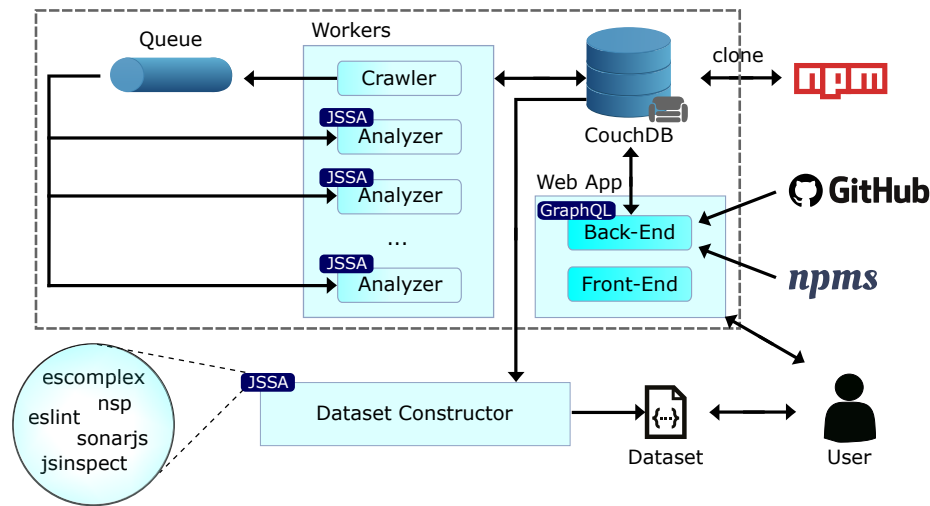 Queue
Workers
Crawler
JSSA
Analyzer
JSSA
Analyzer
...
JSSA
Analyzer
CouchDB
clone
npm
Web App
GraphQL
Back-End
Front-End
GitHub
npms
escomplex
nsp
eslint
sonarjs
jsinspect
JSSA
Dataset Constructor
{··}
Dataset
User